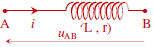 A i (L , r) B
u_AB